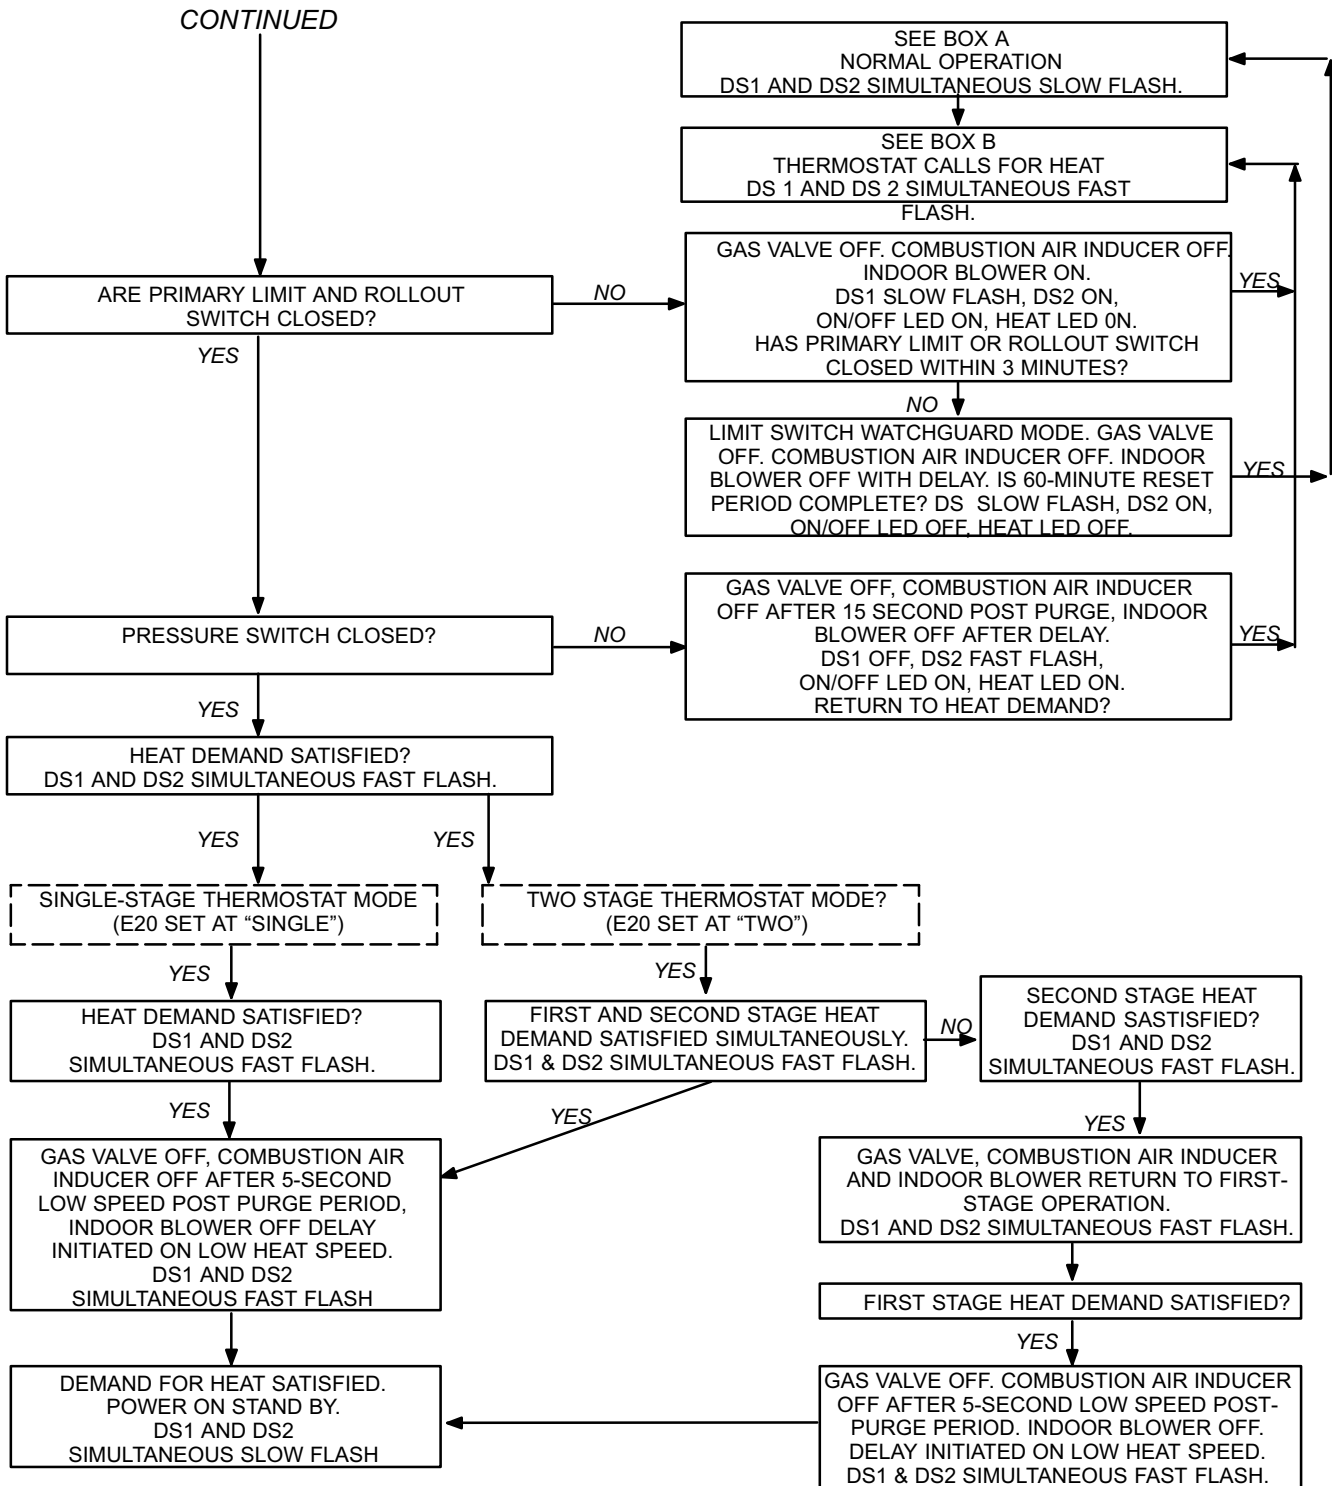 CONTINUED
SEE BOX A
NORMAL OPERATION
DS1 AND DS2 SIMULTANEOUS SLOW FLASH.
SEE BOX B
THERMOSTAT CALLS FOR HEAT
DS 1 AND DS 2 SIMULTANEOUS FAST
FLASH.
ARE PRIMARY LIMIT AND ROLLOUT
SWITCH CLOSED?
NO
GAS VALVE OFF. COMBUSTION AIR INDUCER OFF.
INDOOR BLOWER ON.
DS1 SLOW FLASH, DS2 ON,
ON/OFF LED ON, HEAT LED 0N.
HAS PRIMARY LIMIT OR ROLLOUT SWITCH
CLOSED WITHIN 3 MINUTES?
YES
YES
NO
LIMIT SWITCH WATCHGUARD MODE. GAS VALVE
OFF. COMBUSTION AIR INDUCER OFF. INDOOR
BLOWER OFF WITH DELAY. IS 60-MINUTE RESET
PERIOD COMPLETE? DS  SLOW FLASH, DS2 ON,
ON/OFF LED OFF, HEAT LED OFF.
YES
PRESSURE SWITCH CLOSED?
NO
GAS VALVE OFF, COMBUSTION AIR INDUCER
OFF AFTER 15 SECOND POST PURGE, INDOOR
BLOWER OFF AFTER DELAY.
DS1 OFF, DS2 FAST FLASH,
ON/OFF LED ON, HEAT LED ON.
RETURN TO HEAT DEMAND?
YES
YES
HEAT DEMAND SATISFIED?
DS1 AND DS2 SIMULTANEOUS FAST FLASH.
YES
YES
SINGLE-STAGE THERMOSTAT MODE
(E20 SET AT “SINGLE”)
TWO STAGE THERMOSTAT MODE?
(E20 SET AT “TWO”)
YES
YES
HEAT DEMAND SATISFIED?
DS1 AND DS2
SIMULTANEOUS FAST FLASH.
FIRST AND SECOND STAGE HEAT
DEMAND SATISFIED SIMULTANEOUSLY.
DS1 & DS2 SIMULTANEOUS FAST FLASH.
NO
SECOND STAGE HEAT
DEMAND SASTISFIED?
DS1 AND DS2
SIMULTANEOUS FAST FLASH.
YES
YES
YES
GAS VALVE OFF, COMBUSTION AIR
INDUCER OFF AFTER 5-SECOND
LOW SPEED POST PURGE PERIOD,
INDOOR BLOWER OFF DELAY
INITIATED ON LOW HEAT SPEED.
DS1 AND DS2
SIMULTANEOUS FAST FLASH
GAS VALVE, COMBUSTION AIR INDUCER
AND INDOOR BLOWER RETURN TO FIRST-
STAGE OPERATION.
DS1 AND DS2 SIMULTANEOUS FAST FLASH.
FIRST STAGE HEAT DEMAND SATISFIED?
YES
DEMAND FOR HEAT SATISFIED.
POWER ON STAND BY.
DS1 AND DS2
SIMULTANEOUS SLOW FLASH
GAS VALVE OFF. COMBUSTION AIR INDUCER
OFF AFTER 5-SECOND LOW SPEED POST-
PURGE PERIOD. INDOOR BLOWER OFF.
DELAY INITIATED ON LOW HEAT SPEED.
DS1 & DS2 SIMULTANEOUS FAST FLASH.